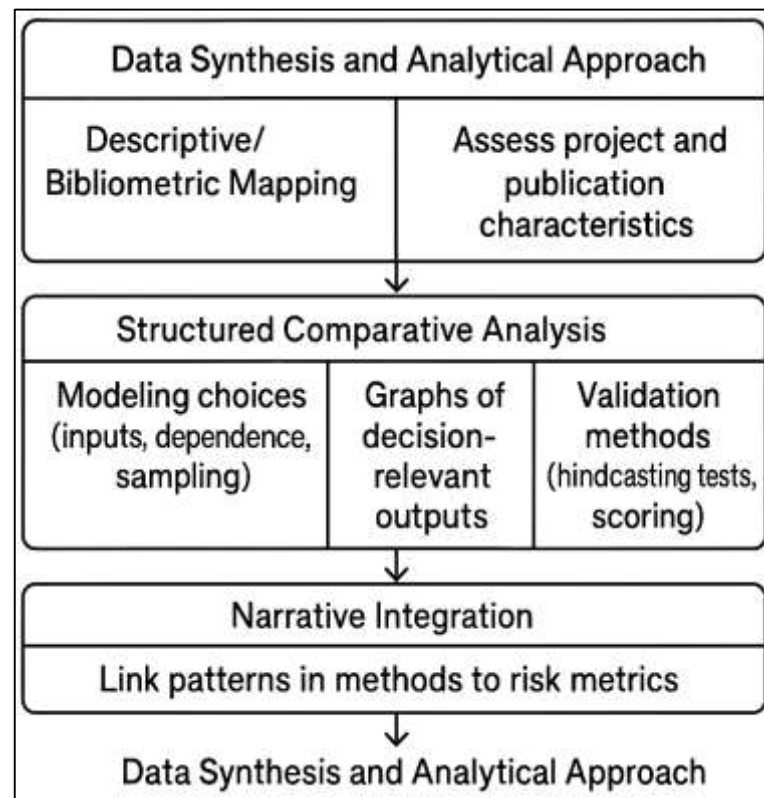 Data Synthesis and Analytical Approach
Descriptive/
Bibliometric Mapping
Assess project and
publication
characteristics
Structured Comparative Analysis
Modeling choices
(inputs, dependence,
sampling)
Graphs of
decision-
relevant
outputs
Validation
methods
(hindcasting tests,
scoring)
Narrative Integration
Link patterns in methods to risk metrics
Data Synthesis and Analytical Approach